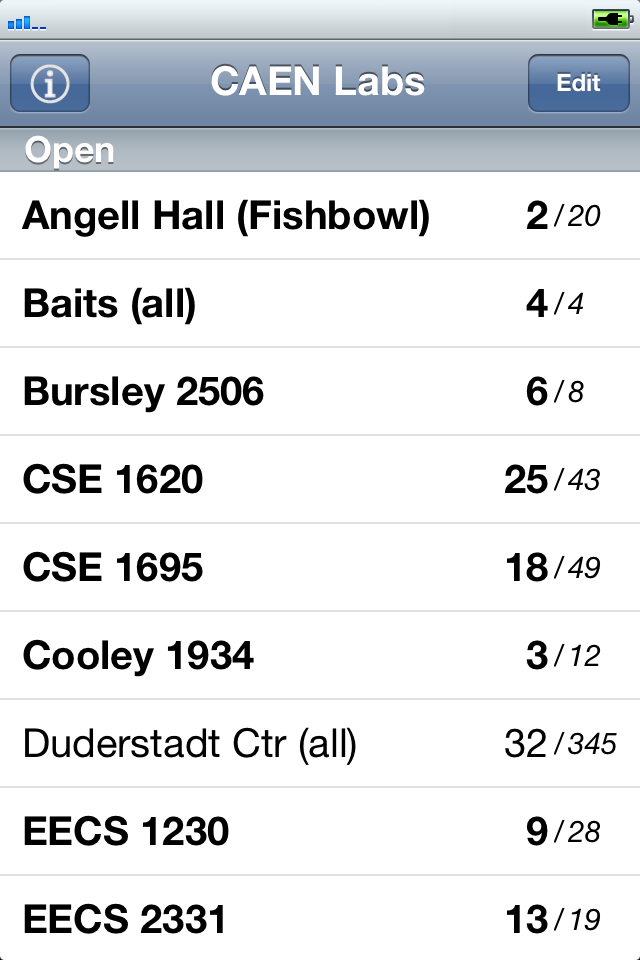 CAEN Labs
Edit
Open
Angell Hall (Fishbowl) 2/20
Baits (all) 4/4
Bursley 2506 6/8
CSE 1620 25/43
CSE 1695 18/49
Cooley 1934 3/12
Duderstadt Ctr (all) 32/345
EECS 1230 9/28
EECS 2331 13/19